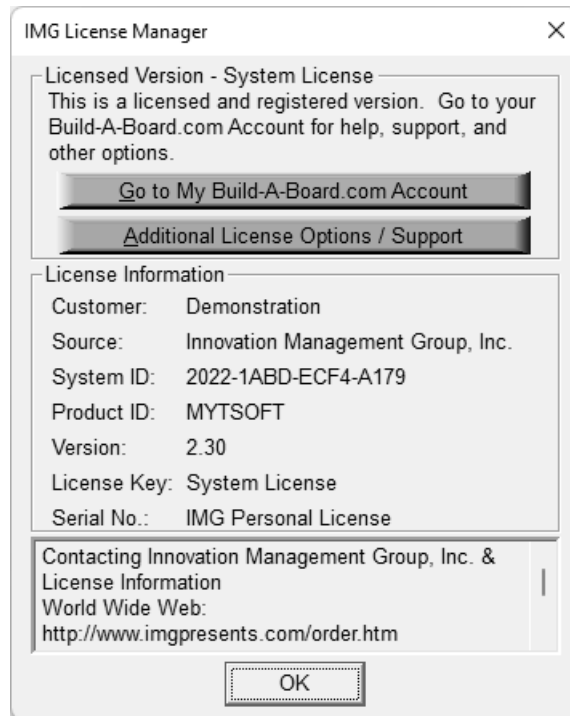 IMG License Manager
Licensed Version - System License
This is a licensed and registered version.  Go to your
Build-A-Board.com Account for help, support, and
other options.
Go to My Build-A-Board.com Account
Additional License Options / Support
License Information
Customer: Demonstration
Source: Innovation Management Group, Inc.
System ID: 2022-1ABD-ECF4-A179
Product ID: MYTSOFT
Version: 2.30
License Key: System License
Serial No.: IMG Personal License
Contacting Innovation Management Group, Inc. &
License Information
World Wide Web:
http://www.imgpresents.com/order.htm
OK